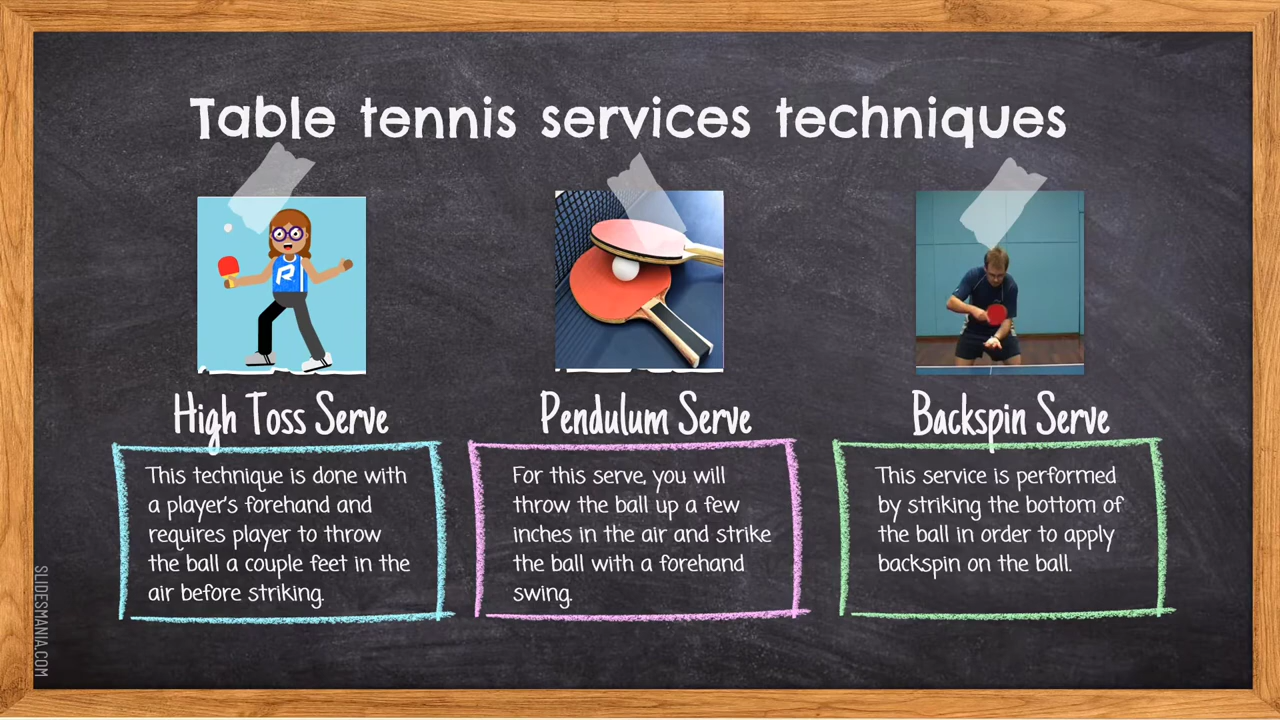 Table tennis services techniques
High Toss Serve
This technique is done with
a player's forehand and
requires player to throw
the ball a couple feet in the
air before striking.
Pendulum Serve
For this serve, you will
throw the ball up a few
inches in the air and strike
the ball with a forehand
swing.
Backspin Serve
This service is performed
by striking the bottom of
the ball in order to apply
backspin on the ball.
SLIDESMANIA.COM
R